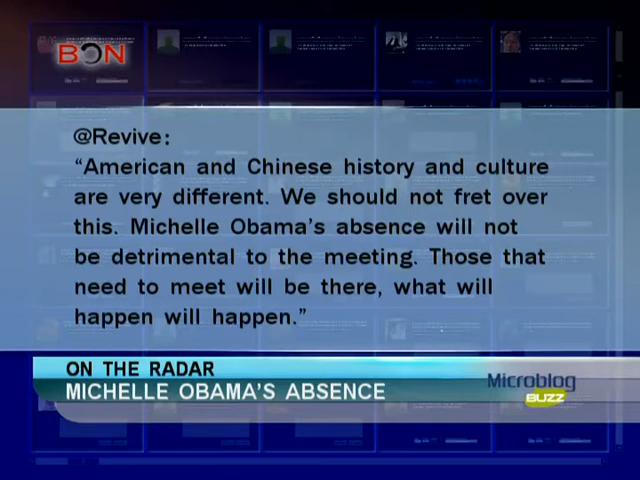 BON
@Revive:
“American and Chinese history and culture
are very different. We should not fret over
this. Michelle Obama’s absence will not
be detrimental to the meeting. Those that
need to meet will be there, what will
happen will happen.”
ON THE RADAR
MICHELLE OBAMA’S ABSENCE
Microblog
BUZZ